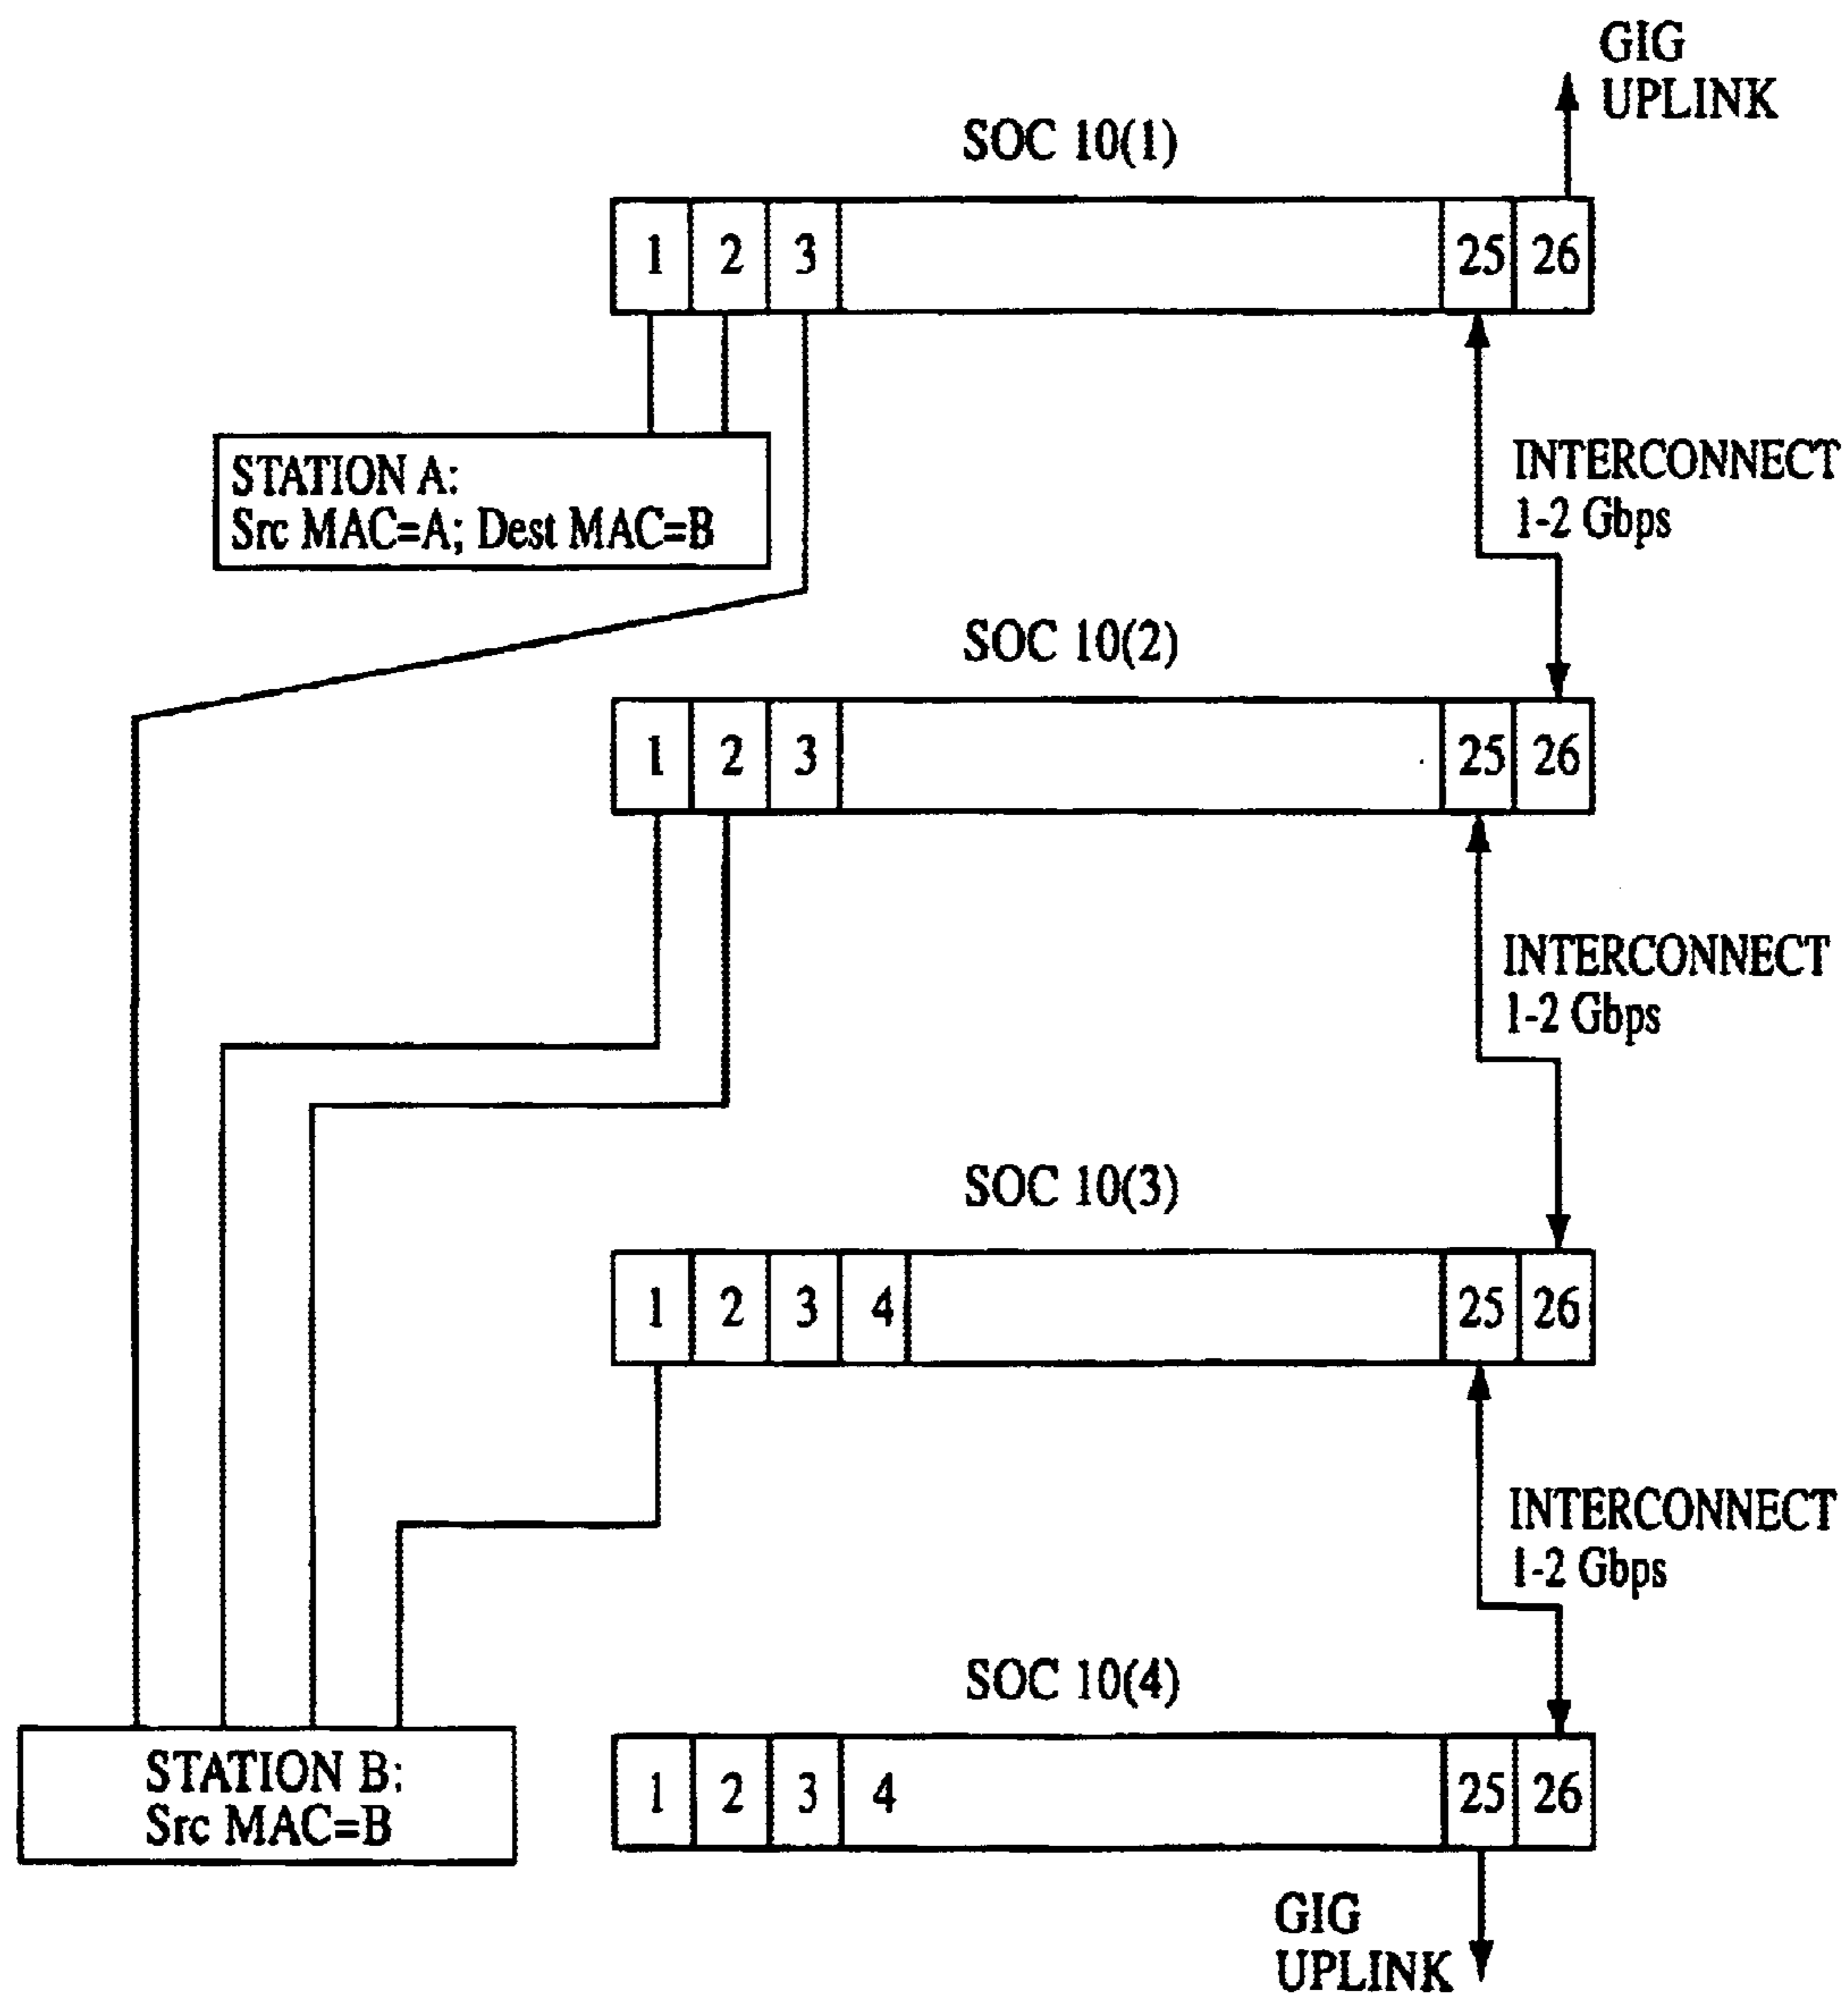 GIG
UPLINK
SOC 10(1)
1 2 3 25 26
STATION A:
Src MAC=A; Dest MAC=B
INTERCONNECT
1-2 Gbps
SOC 10(2)
1 2 3 25 26
INTERCONNECT
1-2 Gbps
SOC 10(3)
1 2 3 4 25 26
INTERCONNECT
1-2 Gbps
SOC 10(4)
1 2 3 4 25 26
STATION B:
Src MAC=B
GIG
UPLINK